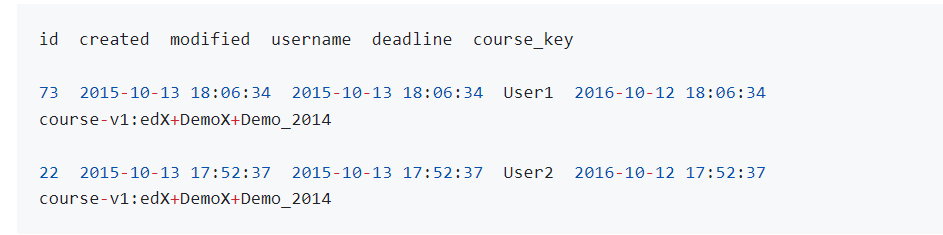 id  created  modified  username  deadline  course_key
73  2015-10-13 18:06:34  2015-10-13 18:06:34  User1  2016-10-12 18:06:34
course-v1:edX+DemoX+Demo_2014
22  2015-10-13 17:52:37  2015-10-13 17:52:37  User2  2016-10-12 17:52:37
course-v1:edX+DemoX+Demo_2014